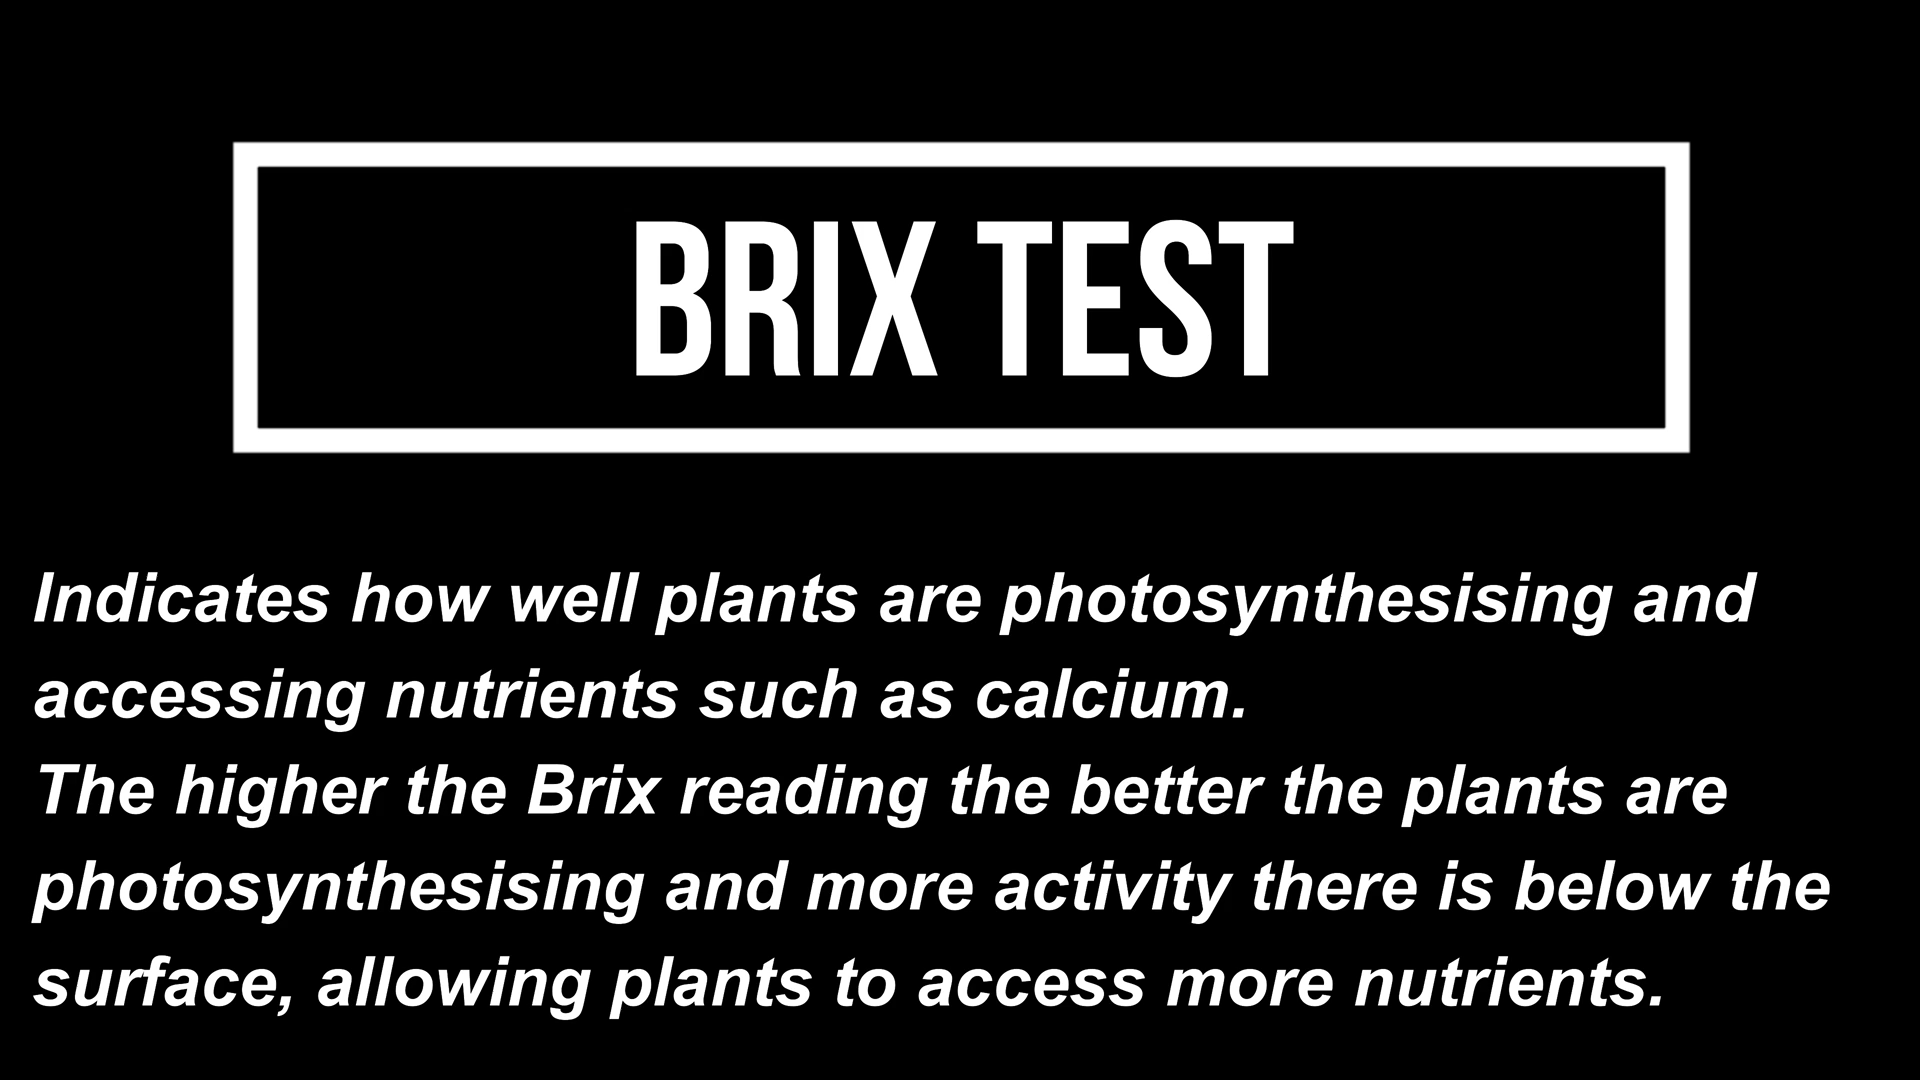 BRIX TEST
Indicates how well plants are photosynthesising and
accessing nutrients such as calcium.
The higher the Brix reading the better the plants are
photosynthesising and more activity there is below the
surface, allowing plants to access more nutrients.